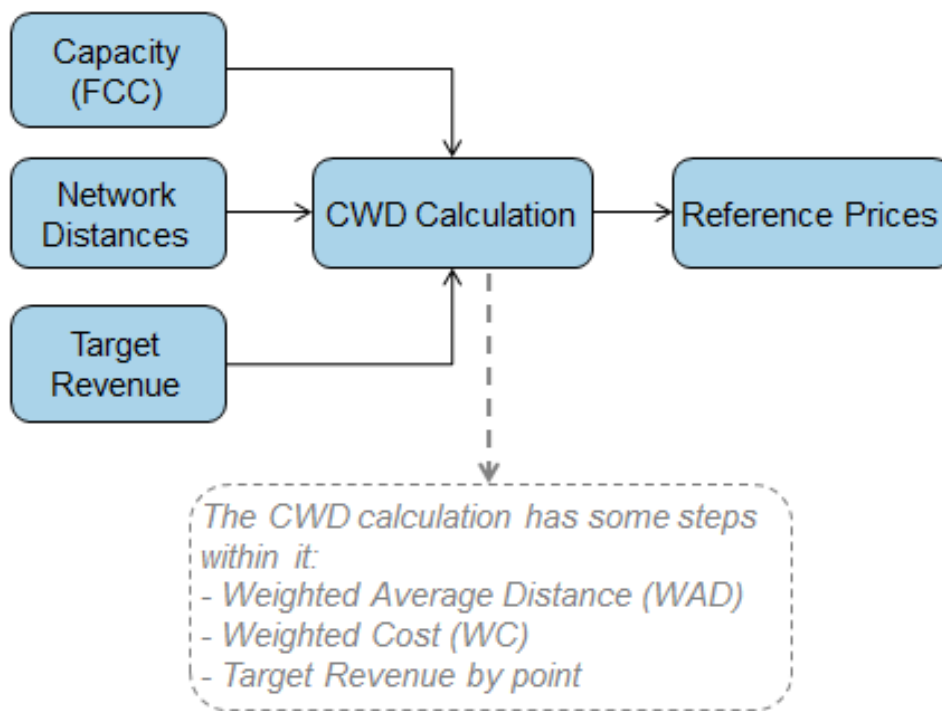 Capacity
(FCC)
Network
Distances
CWD Calculation
Reference Prices
Target
Revenue
The CWD calculation has some steps
within it:
- Weighted Average Distance (WAD)
- Weighted Cost (WC)
- Target Revenue by point